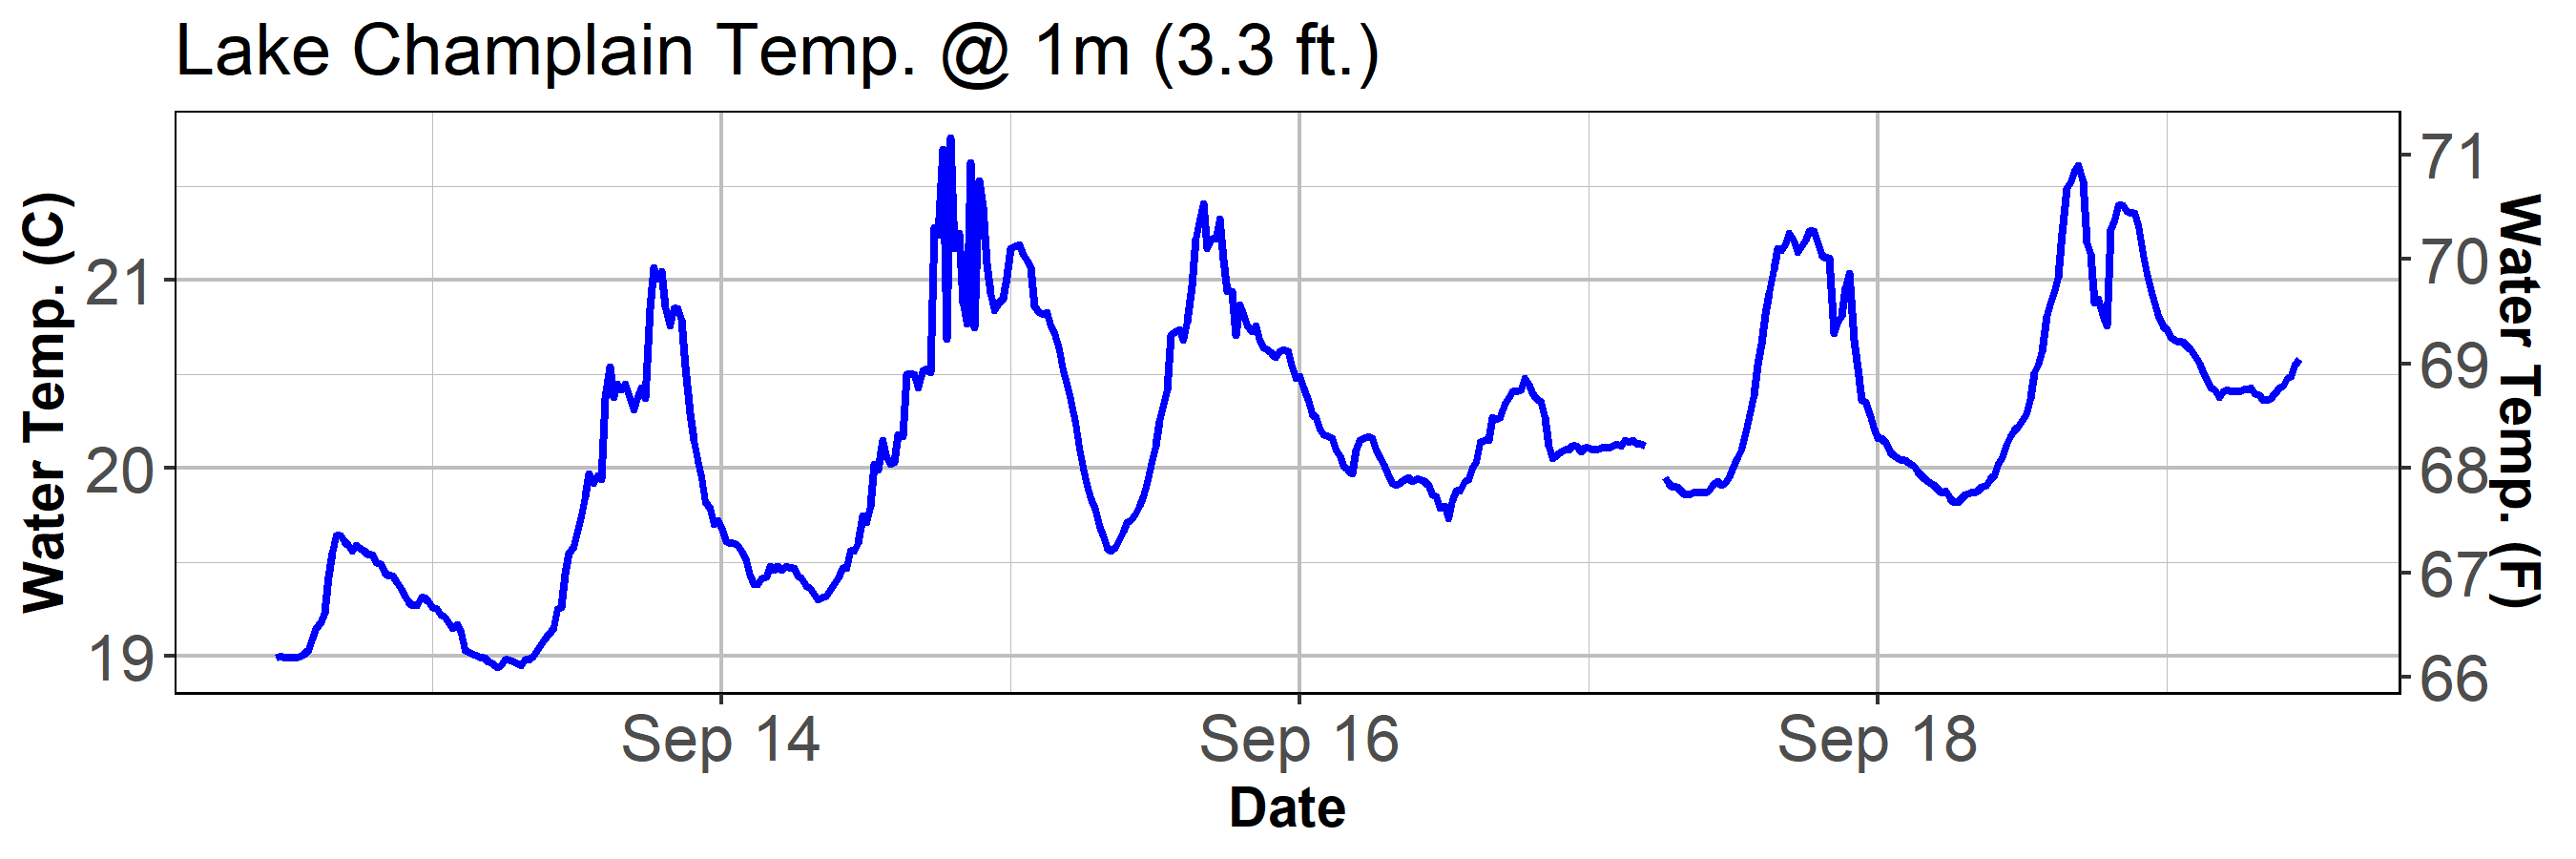 Lake Champlain Temp. @ 1m (3.3 ft.)
Water Temp. (C)
21
20
19
71
70
69
68
67
66
Water Temp. (F)
Sep 14
Sep 16
Sep 18
Date